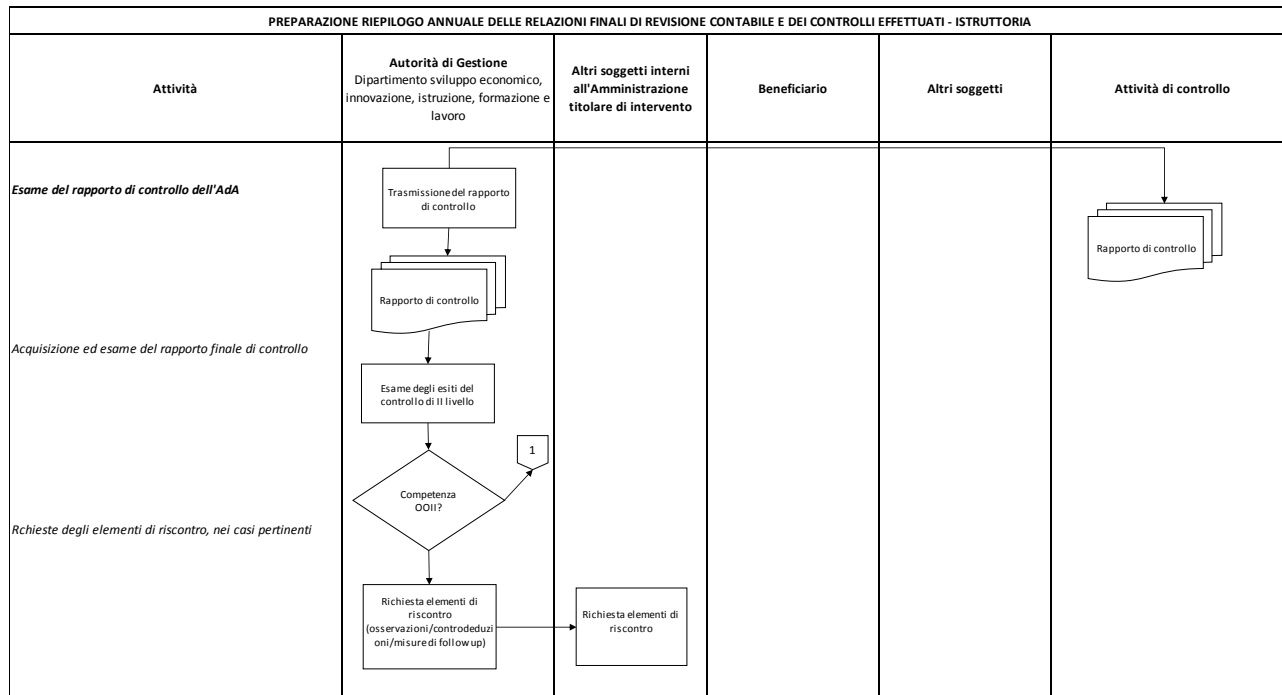 PREPARAZIONE RIEPILOGO ANNUALE DELLE RELAZIONI FINALI DI REVISIONE CONTABILE E DEI CONTROLLI EFFETTUATI - ISTRUTTORIA
Attività
Autorità di Gestione
Dipartimento sviluppo economico,
innovazione, istruzione, formazione e
lavoro
Altri soggetti interni
all'Amministrazione
titolare di intervento
Beneficiario
Altri soggetti
Attività di controllo
Esame del rapporto di controllo dell'AdA
Trasmissione del rapporto
di controllo
Rapporto di controllo
Rapporto di controllo
Acquisizione ed esame del rapporto finale di controllo
Esame degli esiti del
controllo di II livello
1
Competenza
OOII?
Rchieste degli elementi di riscontro, nei casi pertinenti
Richiesta elementi di
riscontro
(osservazioni/controdeduzi
oni/misure di follow up)
Richiesta elementi di
riscontro